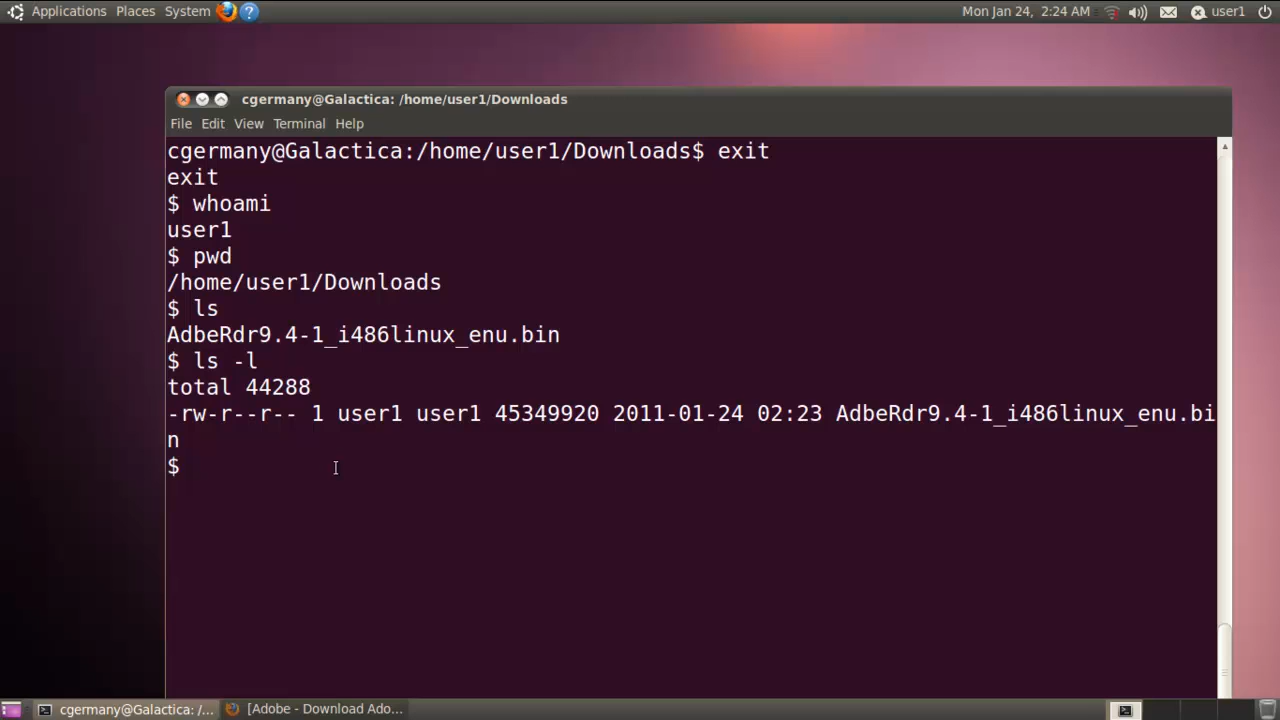 Applications Places System Mon Jan 24, 2:24 AM user1
cgermany@Galactica: /home/user1/Downloads
File Edit View Terminal Help
cgermany@Galactica:/home/user1/Downloads$ exit
exit
$ whoami
user1
$ pwd
/home/user1/Downloads
$ ls
AdbeRdr9.4-1_i486linux_enu.bin
$ ls -l
total 44288
-rw-r--r-- 1 user1 user1 45349920 2011-01-24 02:23 AdbeRdr9.4-1_i486linux_enu.bi
n
$
cgermany@Galactica: /... [Adobe - Download Ado...